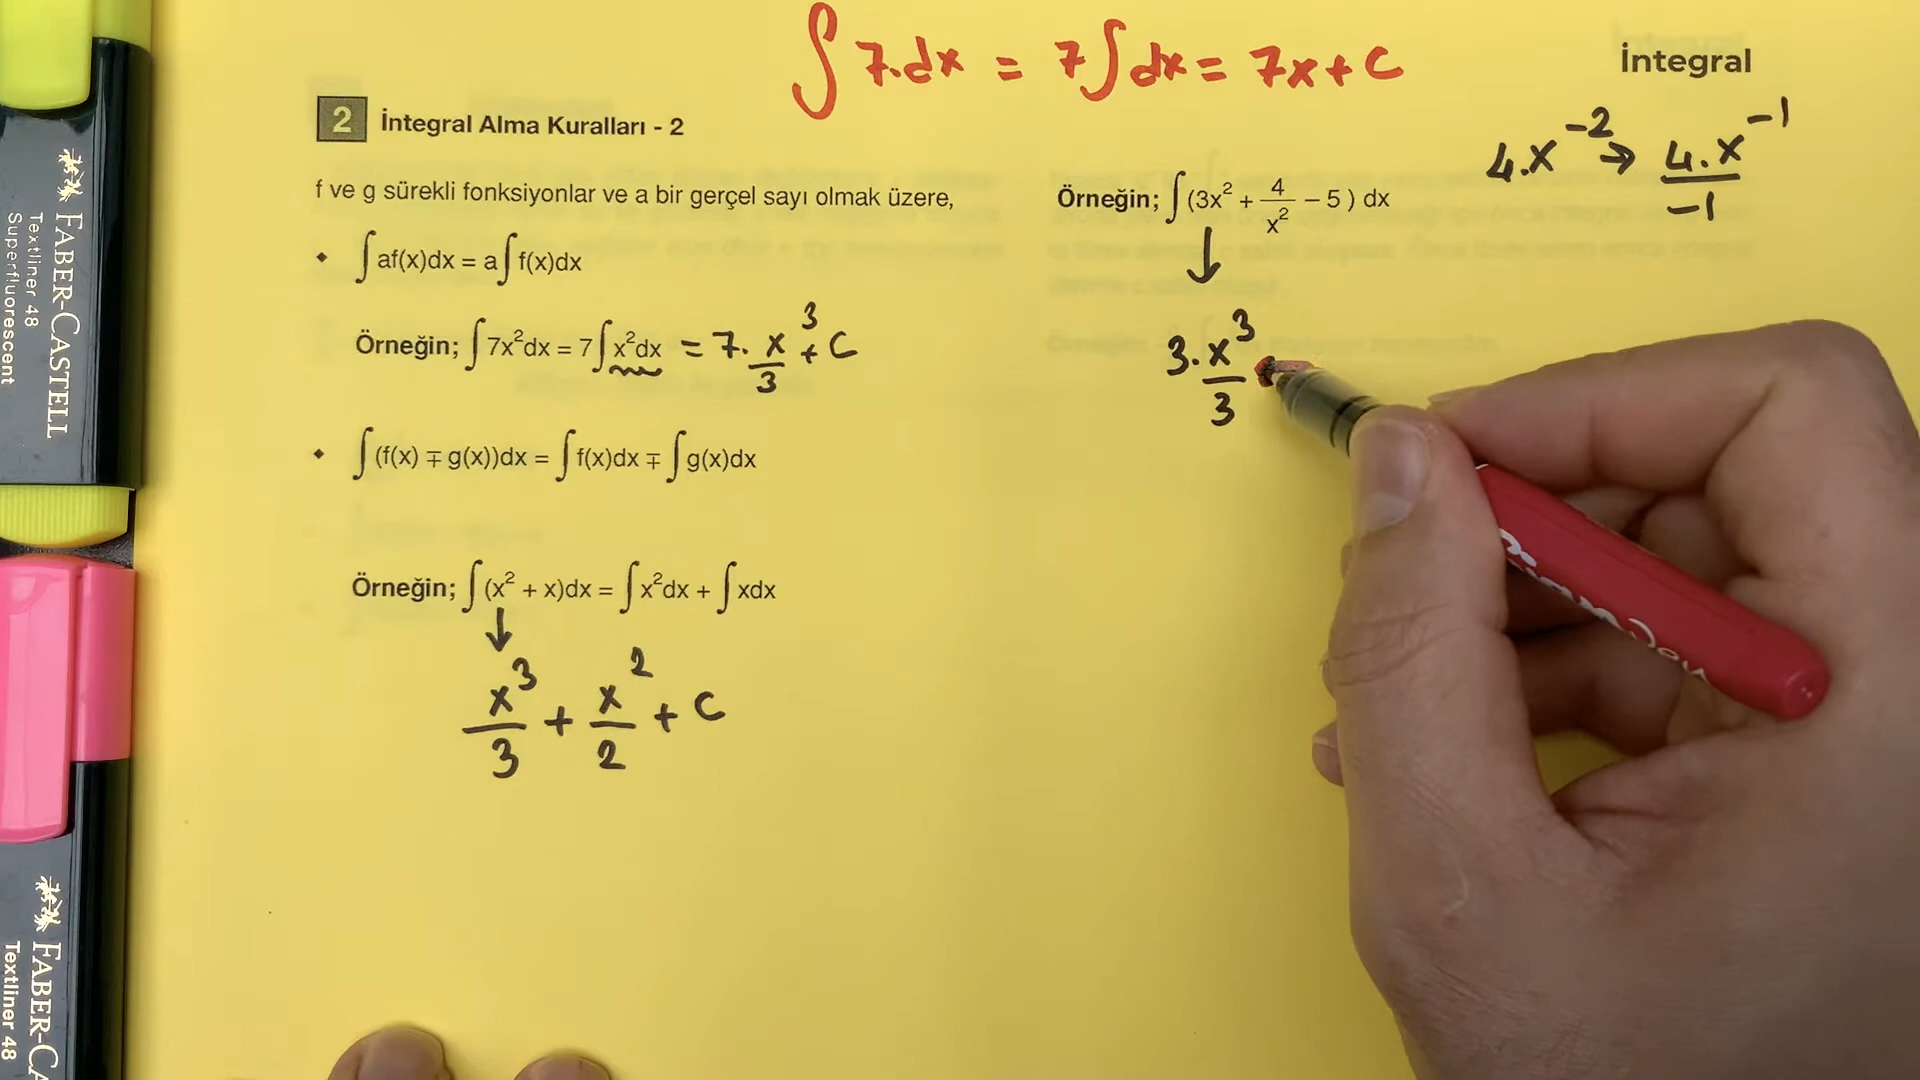 ∫ 7.dx = 7∫dx = 7x + c
İntegral
2 İntegral Alma Kuralları - 2
f ve g sürekli fonksiyonlar ve a bir gerçel sayı olmak üzere,
• ∫af(x)dx = a∫f(x)dx
Örneğin; ∫7x²dx = 7∫x²dx = 7. x³/3 + c
• ∫(f(x) ∓ g(x))dx = ∫f(x)dx ∓ ∫g(x)dx
Örneğin; ∫(x² + x)dx = ∫x²dx + ∫xdx
↓
x³/3 + x²/2 + c
4.x⁻² → 4.x⁻¹/-1
Örneğin; ∫(3x² + 4/x² - 5) dx
↓
3. x³/3
FABER-CASTELL
Textliner 48
Superfluorescent
FABER-CA
Textliner 48